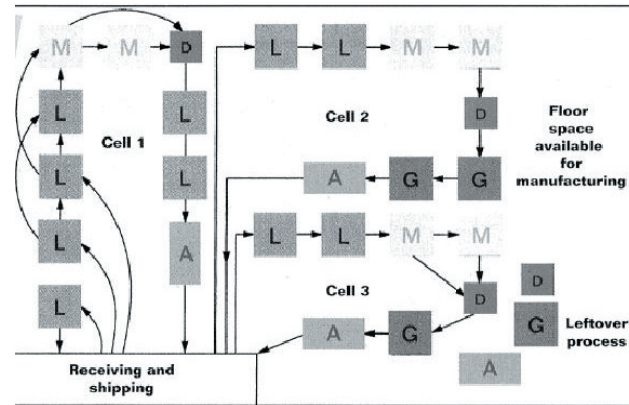 M M D
L L
Cell 1
L L
L A
L
Receiving and
shipping
L L M M
Cell 2
D
A G G
Floor
space
available
for
manufacturing
L L M M
Cell 3
D
A G
D
G
Leftover
process
A